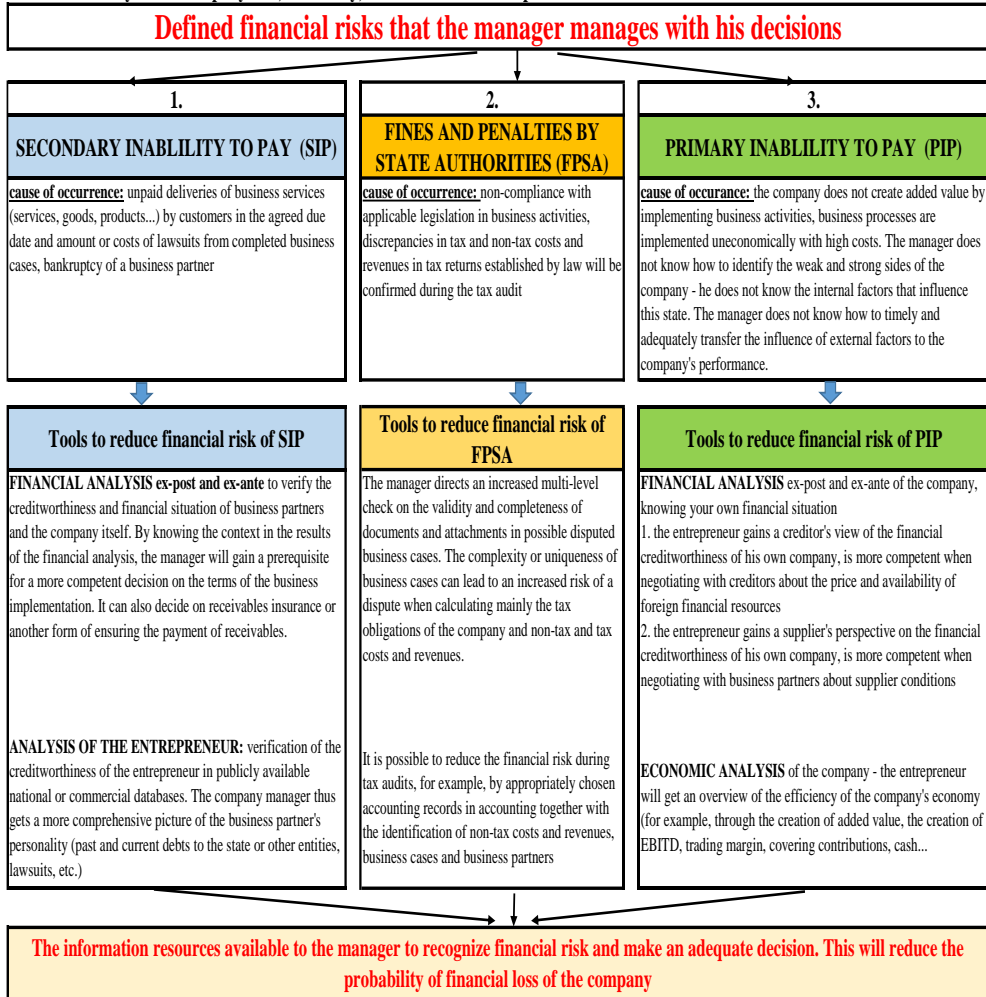 Defined financial risks that the manager manages with his decisions
1.
SECONDARY INABLILITY TO PAY (SIP)
cause of occurrence: unpaid deliveries of business services
(services, goods, products...) by customers in the agreed due
date and amount or costs of lawsuits from completed business
cases, bankruptcy of a business partner
2.
FINES AND PENALTIES BY
STATE AUTHORITIES (FPSA)
cause of occurrence: non-compliance with
applicable legislation in business activities,
discrepancies in tax and non-tax costs and
revenues in tax returns established by law will be
confirmed during the tax audit
3.
PRIMARY INABLILITY TO PAY (PIP)
cause of occurance: the company does not create added value by
implementing business activities, business processes are
implemented uneconomically with high costs. The manager does
not know how to identify the weak and strong sides of the
company - he does not know the internal factors that influence
this state. The manager does not know how to timely and
adequately transfer the influence of external factors to the
company's performance.
Tools to reduce financial risk of SIP
FINANCIAL ANALYSIS ex-post and ex-ante to verify the
creditworthiness and financial situation of business partners
and the company itself. By knowing the context in the results
of the financial analysis, the manager will gain a prerequisite
for a more competent decision on the terms of the business
implementation. It can also decide on receivables insurance or
another form of ensuring the payment of receivables.
ANALYSIS OF THE ENTREPRENEUR: verification of the
creditworthiness of the entrepreneur in publicly available
national or commercial databases. The company manager thus
gets a more comprehensive picture of the business partner's
personality (past and current debts to the state or other entities,
lawsuits, etc.)
Tools to reduce financial risk of
FPSA
The manager directs an increased multi-level
check on the validity and completeness of
documents and attachments in possible disputed
business cases. The complexity or uniqueness of
business cases can lead to an increased risk of a
dispute when calculating mainly the tax
obligations of the company and non-tax and tax
costs and revenues.
It is possible to reduce the financial risk during
tax audits, for example, by appropriately chosen
accounting records in accounting together with
the identification of non-tax costs and revenues,
business cases and business partners
Tools to reduce financial risk of PIP
FINANCIAL ANALYSIS ex-post and ex-ante of the company,
knowing your own financial situation
1. the entrepreneur gains a creditor's view of the financial
creditworthiness of his own company, is more competent when
negotiating with creditors about the price and availability of
foreign financial resources
2. the entrepreneur gains a supplier's perspective on the financial
creditworthiness of his own company, is more competent when
negotiating with business partners about supplier conditions
ECONOMIC ANALYSIS of the company - the entrepreneur
will get an overview of the efficiency of the company's economy
(for example, through the creation of added value, the creation of
EBITD, trading margin, covering contributions, cash...
The information resources available to the manager to recognize financial risk and make an adequate decision. This will reduce the
probability of financial loss of the company